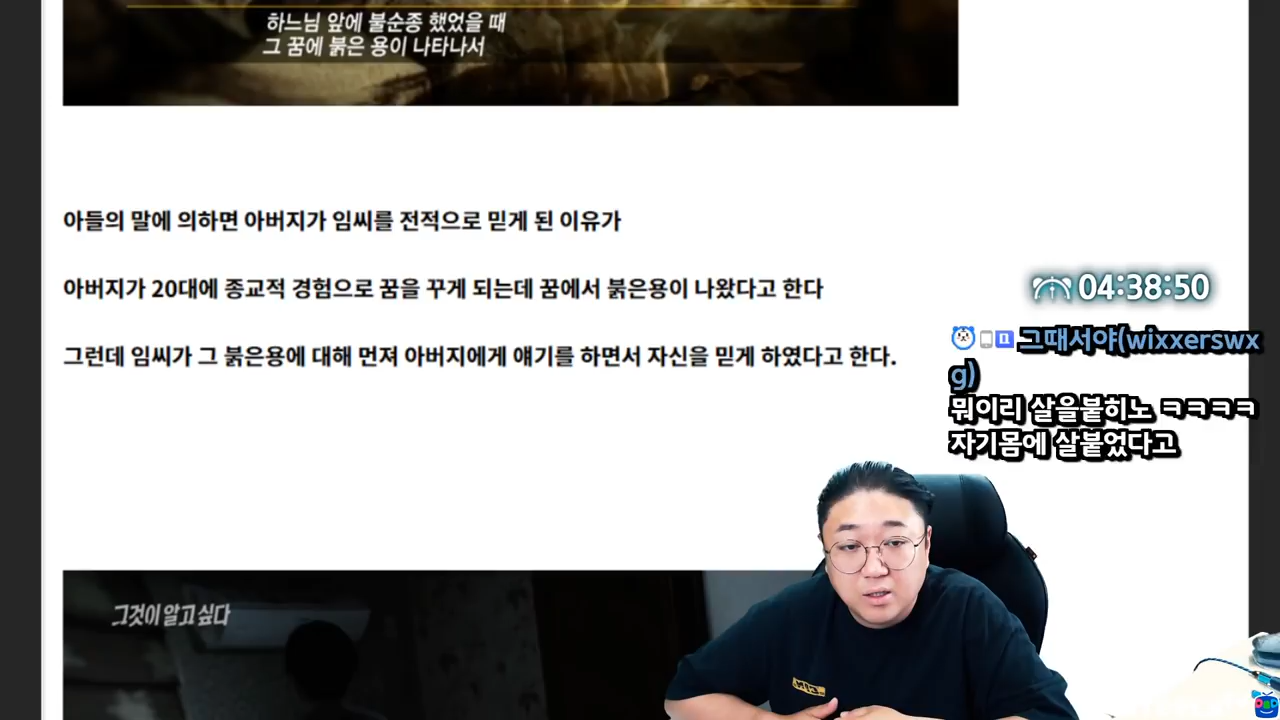 하느님 앞에 불순종 했었을 때
그 꿈에 붉은 용이 나타나서
아들의 말에 의하면 아버지가 임씨를 전적으로 믿게 된 이유가
아버지가 20대에 종교적 경험으로 꿈을 꾸게 되는데 꿈에서 붉은용이 나왔다고 한다
그런데 임씨가 그 붉은용에 대해 먼져 아버지에게 얘기를 하면서 자신을 믿게 하였다고 한다.
04:38:50
그때서야(wixxerswx
g)
뭐이리 살을붙히노 ㅋㅋㅋㅋ
자기몸에 살붙었다고
그것이 알고싶다